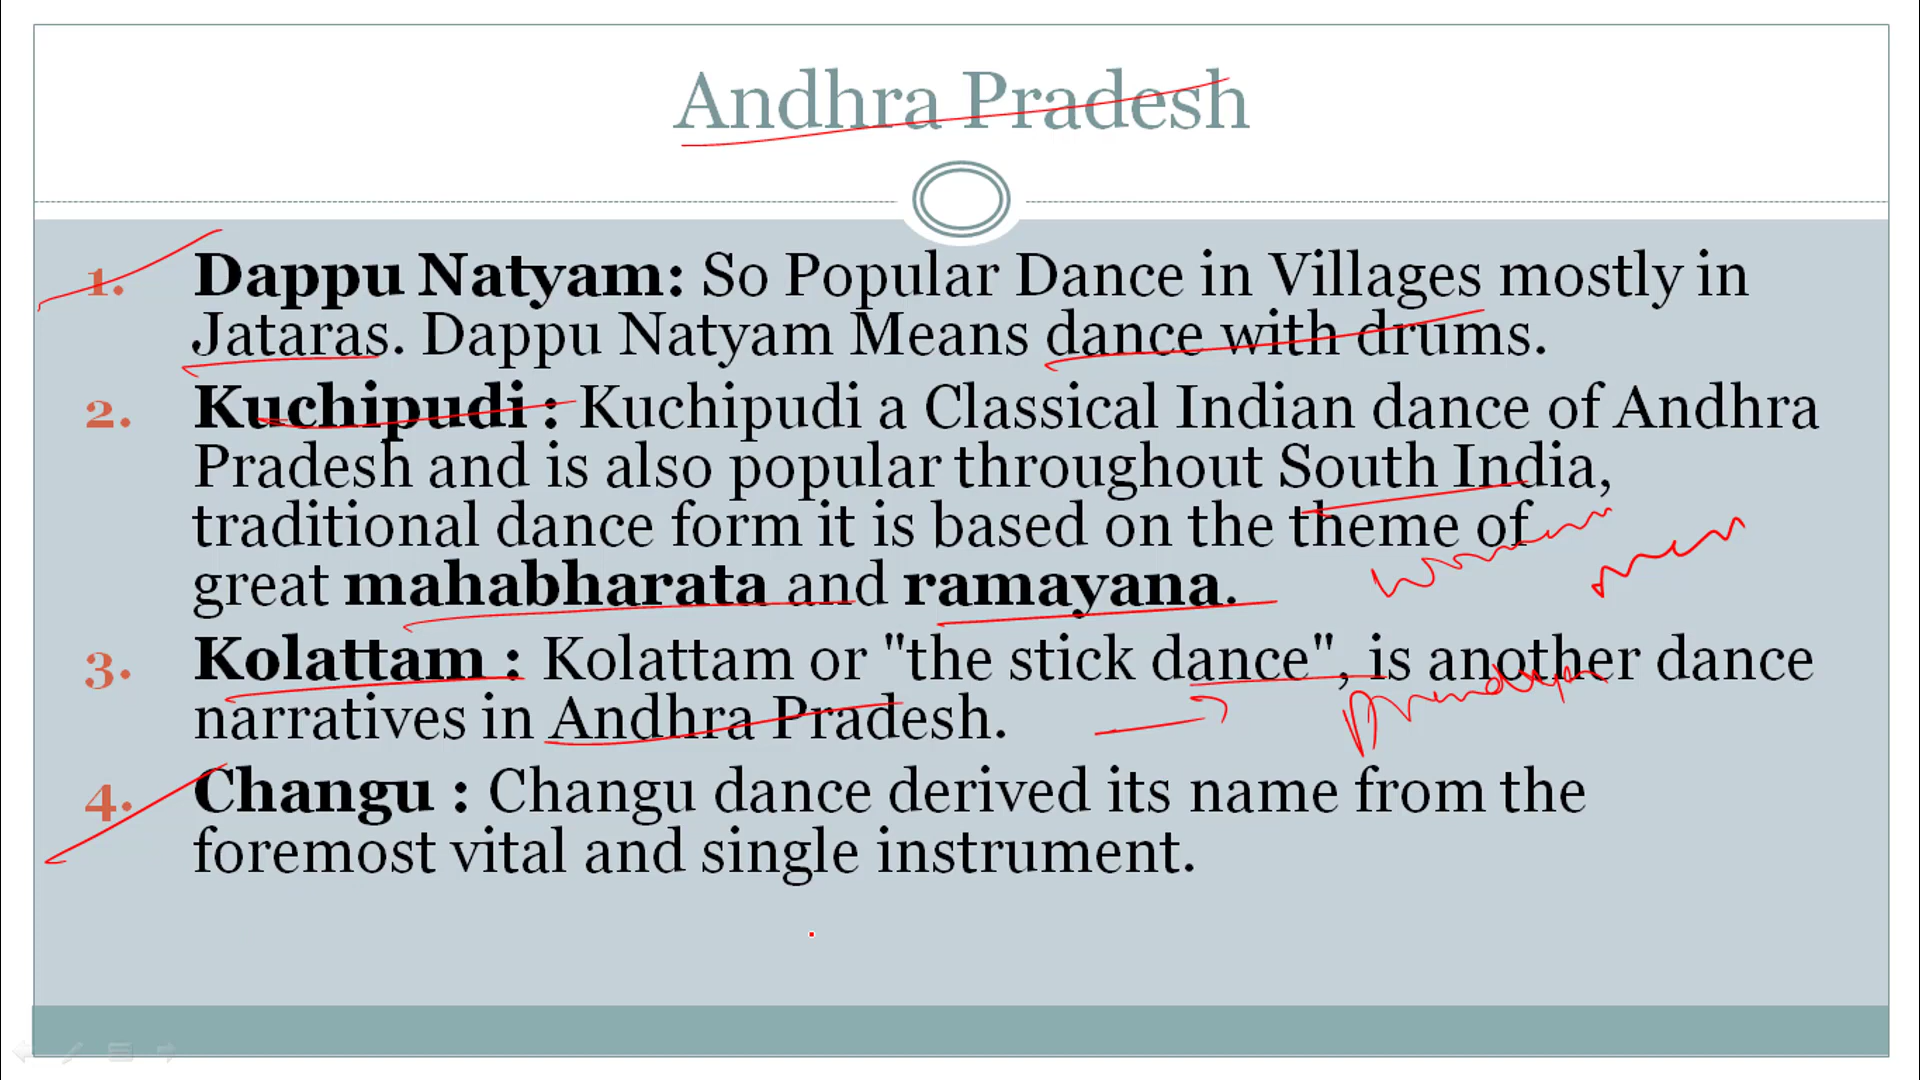 Andhra Pradesh
1. Dappu Natyam: So Popular Dance in Villages mostly in
Jataras. Dappu Natyam Means dance with drums.
2. Kuchipudi : Kuchipudi a Classical Indian dance of Andhra
Pradesh and is also popular throughout South India,
traditional dance form it is based on the theme of
great mahabharata and ramayana.
women men
3. Kolattam : Kolattam or "the stick dance", is another dance
narratives in Andhra Pradesh.
4. Changu : Changu dance derived its name from the
foremost vital and single instrument.